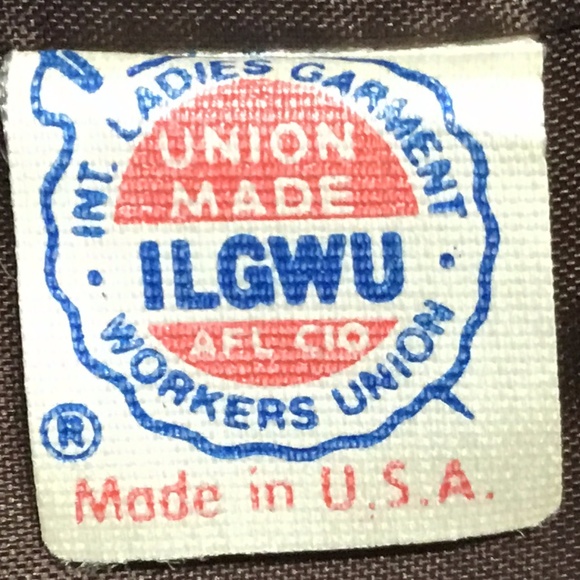 INT. LADIES GARMENT
UNION
MADE
ILGWU
AFL CIO
WORKERS UNION
®
Made in U.S.A.